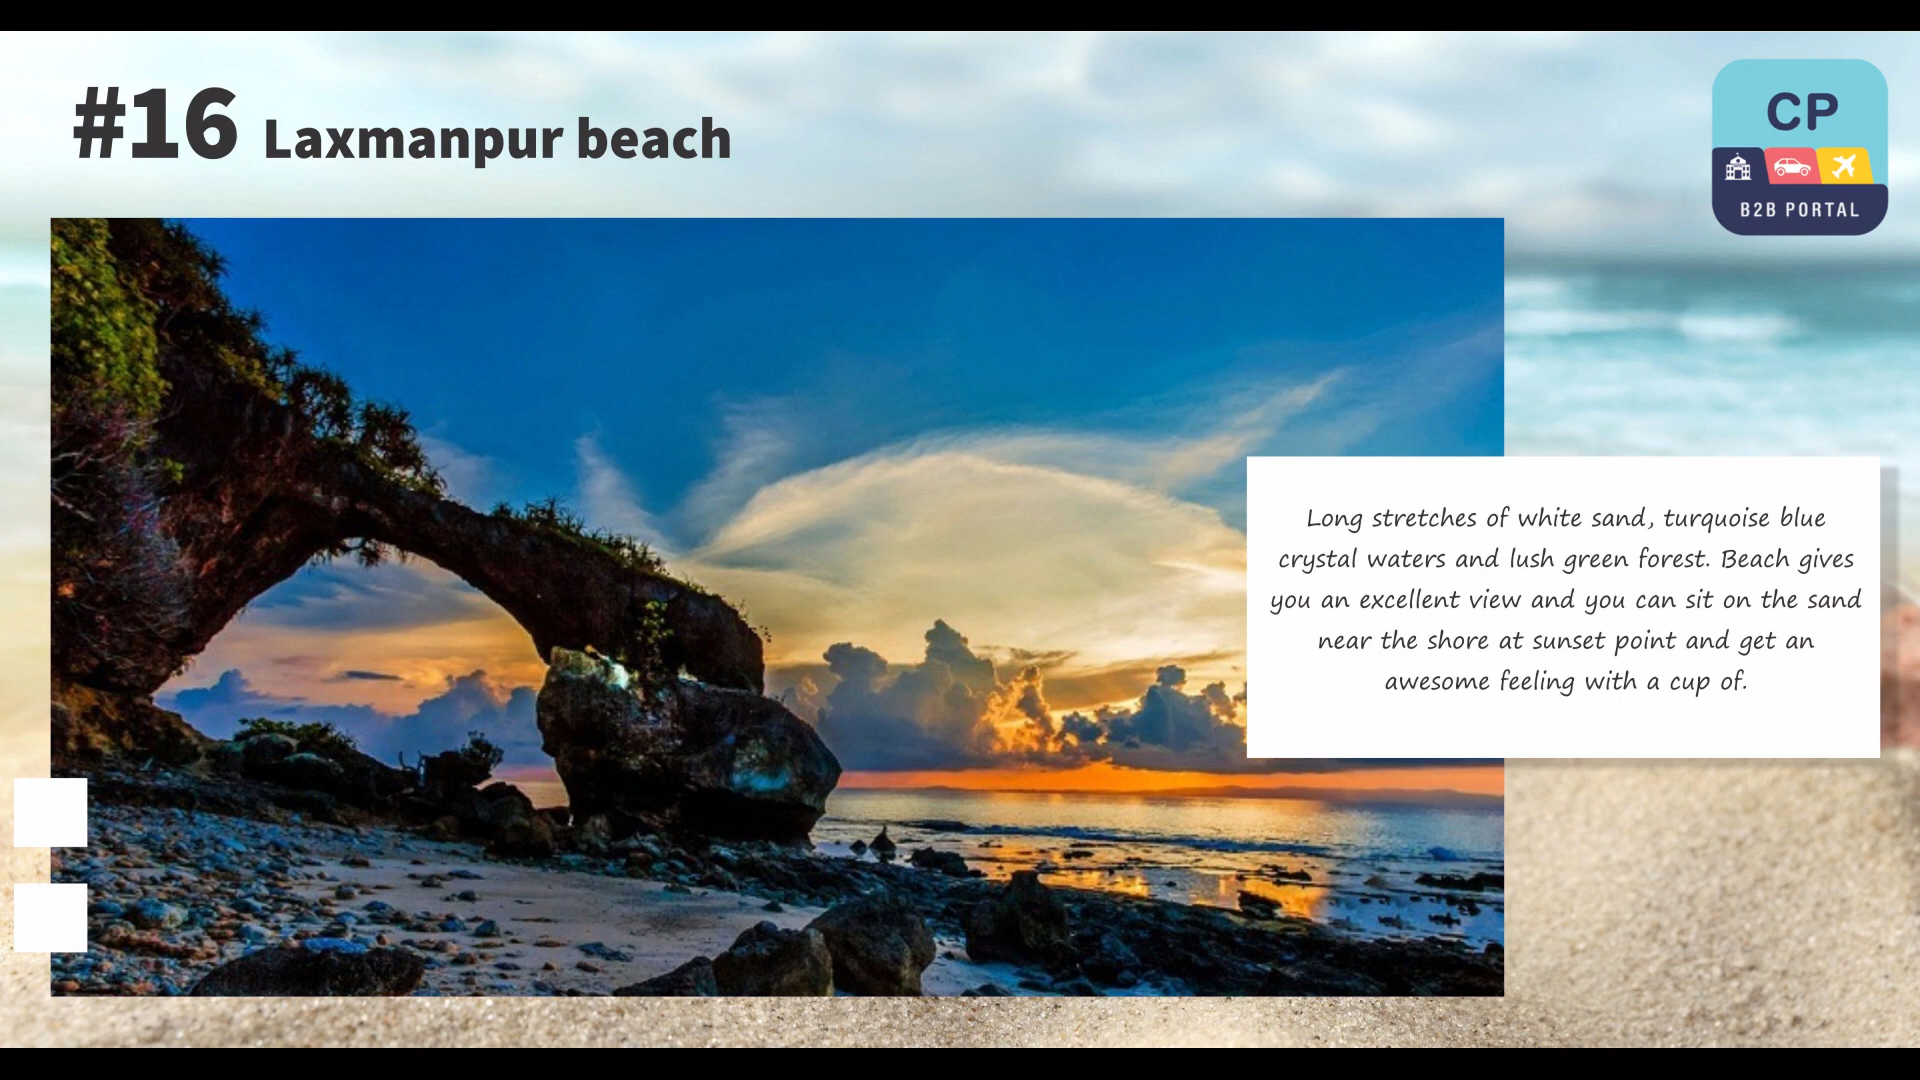 #16 Laxmanpur beach
CP
B2B PORTAL
Long stretches of white sand, turquoise blue
crystal waters and lush green forest. Beach gives
you an excellent view and you can sit on the sand
near the shore at sunset point and get an
awesome feeling with a cup of.